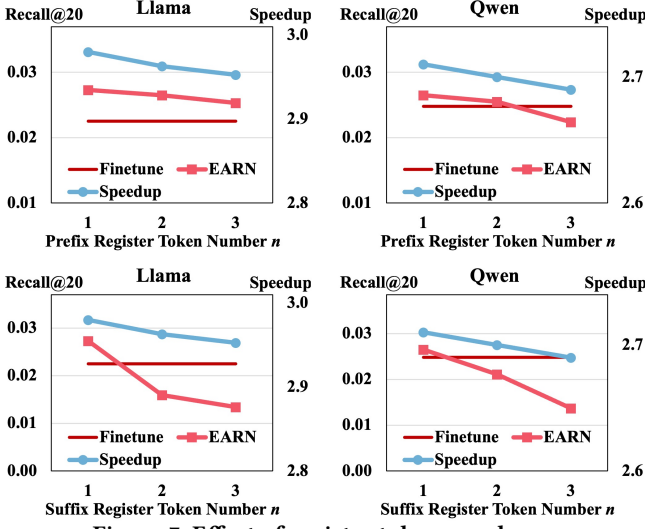 Recall@20 Llama Speedup
3.0
0.03
2.9
0.02
Finetune EARN
Speedup
0.01 2.8
1 2 3
Prefix Register Token Number n
Recall@20 Qwen Speedup
0.03 2.7
0.02
Finetune EARN
Speedup
0.01 2.6
1 2 3
Prefix Register Token Number n
Recall@20 Llama Speedup
3.0
0.03
0.02 2.9
0.01
Finetune EARN
Speedup
0.00 2.8
1 2 3
Suffix Register Token Number n
Recall@20 Qwen Speedup
0.03 2.7
0.02
0.01
Finetune EARN
Speedup
0.00 2.6
1 2 3
Suffix Register Token Number n